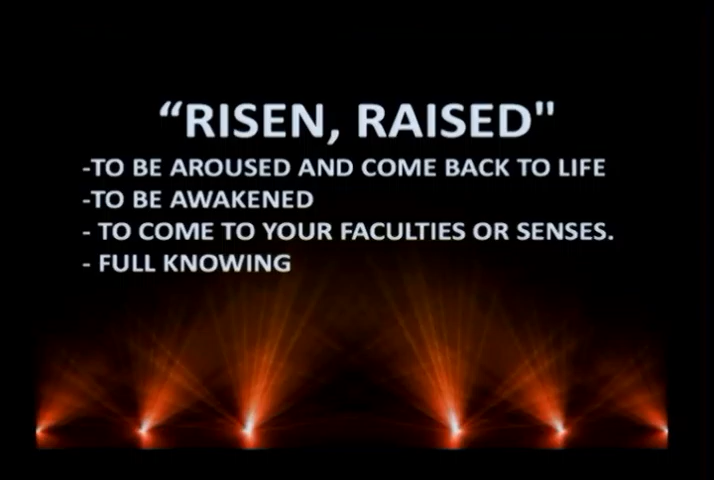 “RISEN, RAISED"
-TO BE AROUSED AND COME BACK TO LIFE
-TO BE AWAKENED
- TO COME TO YOUR FACULTIES OR SENSES.
- FULL KNOWING